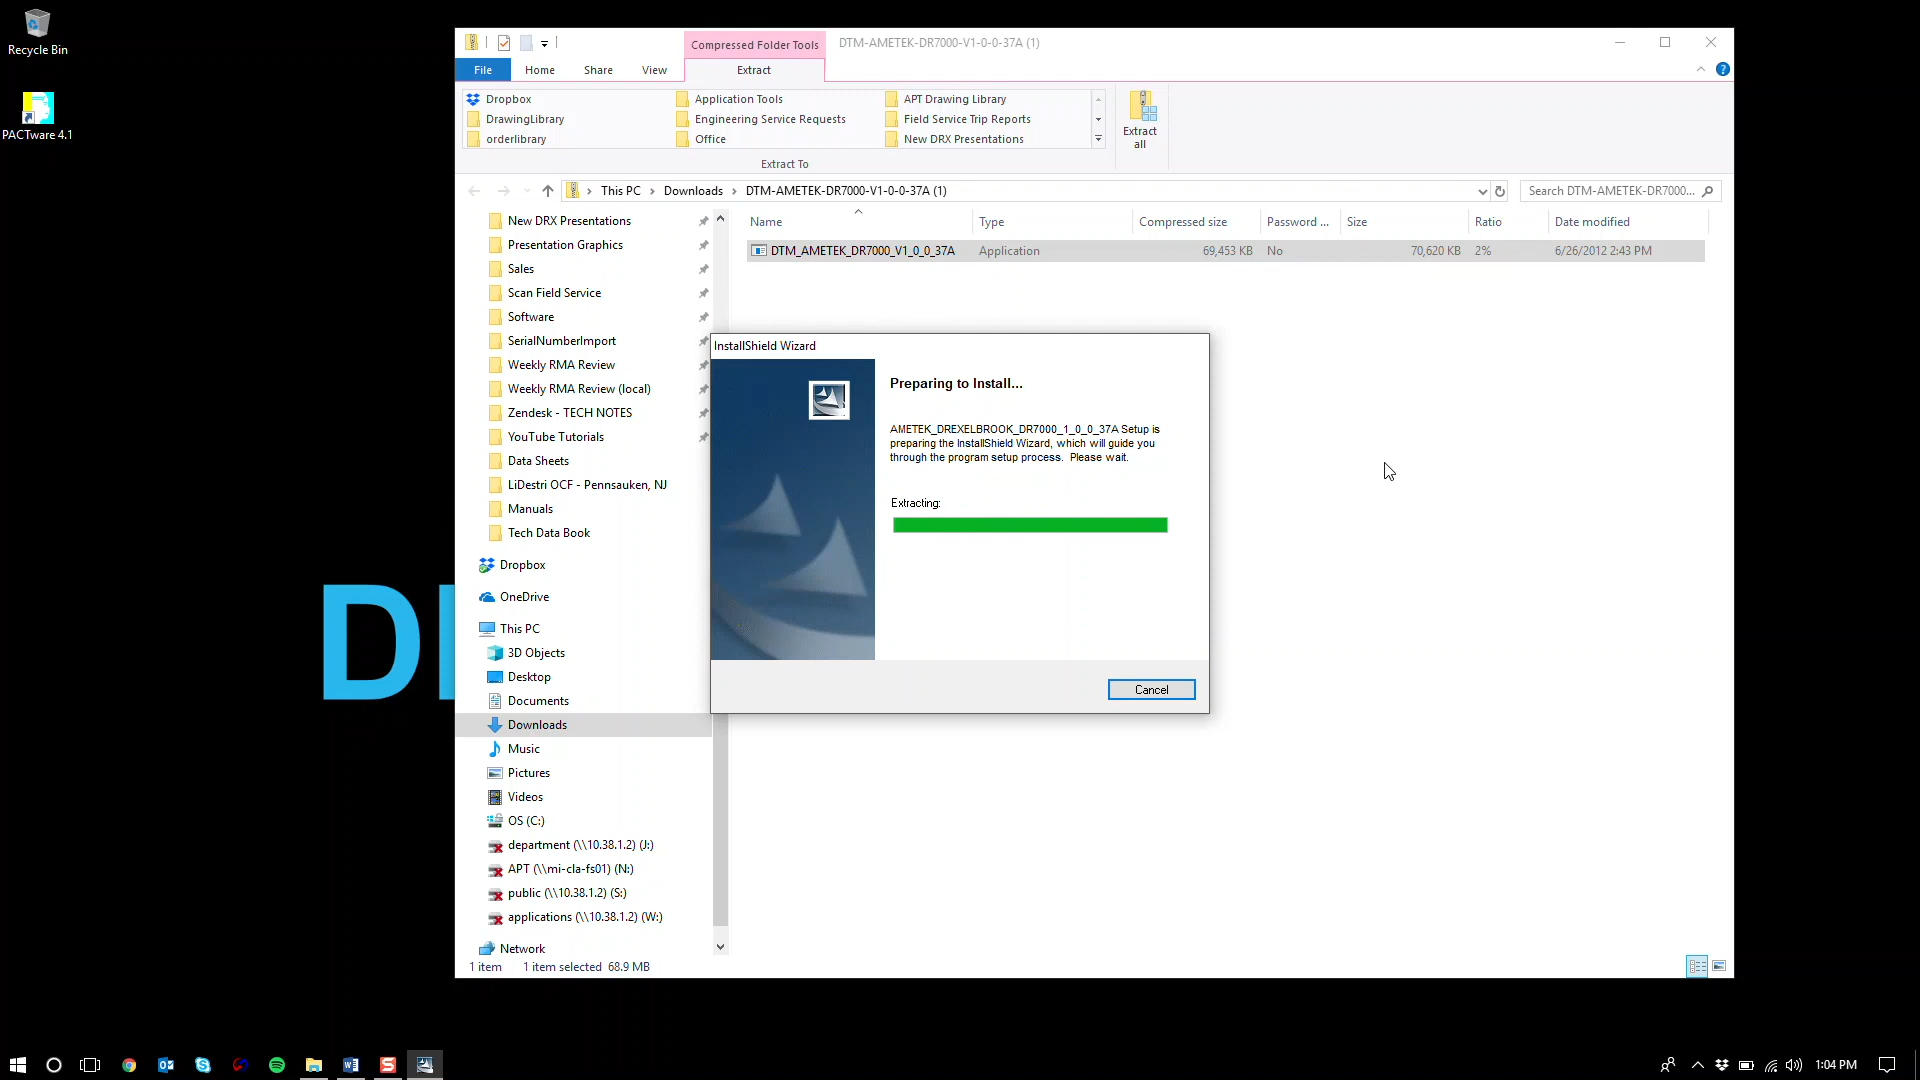 Recycle Bin
PACTware 4.1
Compressed Folder Tools
DTM-AMETEK-DR7000-V1-0-0-37A (1)
File
Home
Share
View
Extract
Dropbox
Application Tools
APT Drawing Library
DrawingLibrary
Engineering Service Requests
Field Service Trip Reports
orderlibrary
Office
New DRX Presentations
Extract
all
Extract To
This PC
Downloads
DTM-AMETEK-DR7000-V1-0-0-37A (1)
Search DTM-AMETEK-DR7000...
Name
Type
Compressed size
Password ...
Size
Ratio
Date modified
DTM_AMETEK_DR7000_V1_0_0_37A
Application
69,453 KB
No
70,620 KB
2%
6/26/2012 2:43 PM
New DRX Presentations
Presentation Graphics
Sales
Scan Field Service
Software
SerialNumberImport
Weekly RMA Review
Weekly RMA Review (local)
Zendesk - TECH NOTES
YouTube Tutorials
Data Sheets
LiDestri OCF - Pennsauken, NJ
Manuals
Tech Data Book
Dropbox
OneDrive
This PC
3D Objects
Desktop
Documents
Downloads
Music
Pictures
Videos
OS (C:)
department (\\10.38.1.2) (J:)
APT (\\mi-cla-fs01) (N:)
public (\\10.38.1.2) (S:)
applications (\\10.38.1.2) (W:)
Network
1 item
1 item selected 68.9 MB
InstallShield Wizard
Preparing to Install...
AMETEK_DREXELBROOK_DR7000_1_0_0_37A Setup is
preparing the InstallShield Wizard, which will guide you
through the program setup process. Please wait.
Extracting:
Cancel
1:04 PM